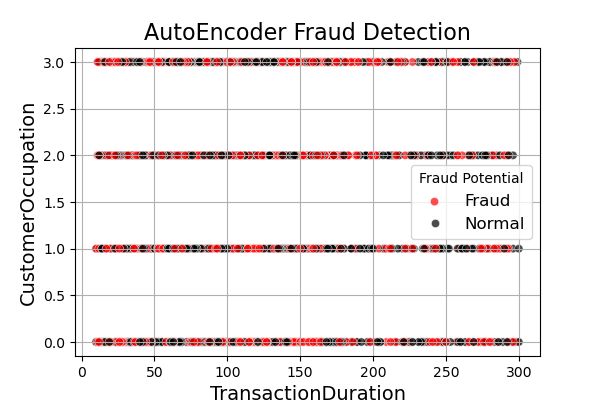 AutoEncoder Fraud Detection
CustomerOccupation
3.0
2.5
2.0
1.5
1.0
0.5
0.0
Fraud Potential
Fraud
Normal
0 50 100 150 200 250 300
TransactionDuration